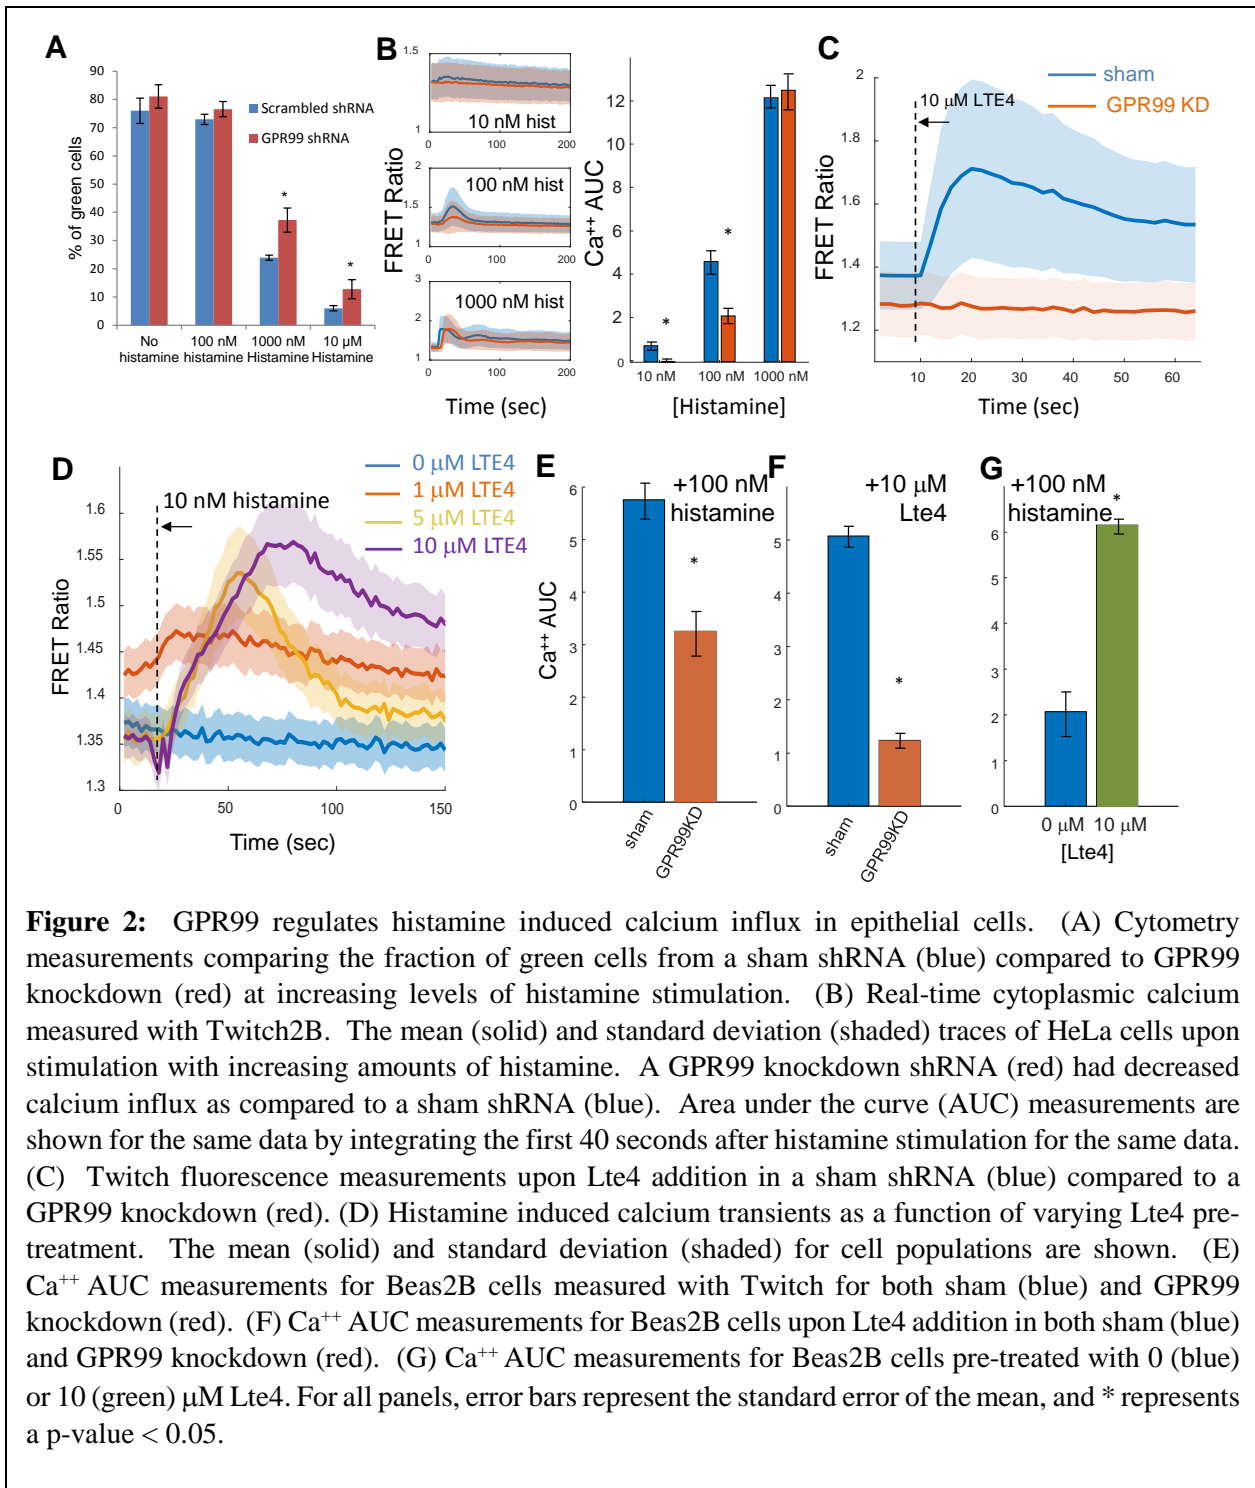 A
90
80
70
60
50
40
30
20
10
0
% of green cells
Scrambled shRNA
GPR99 shRNA
*
*
No
histamine
100 nM
histamine
1000 nM
Histamine
10 µM
Histamine
B
1.5
1
10 nM hist
0 100 200
2
1.5
1
100 nM hist
0 100 200
3
2
1
1000 nM hist
0 100 200
FRET Ratio
Time (sec)
Ca++ AUC
12
10
8
6
4
2
0
*
*
10 nM 100 nM 1000 nM
[Histamine]
C
2
1.8
1.6
1.4
1.2
FRET Ratio
sham
GPR99 KD
10 µM LTE4
10 20 30 40 50 60
Time (sec)
D
0 µM LTE4
1 µM LTE4
5 µM LTE4
10 µM LTE4
10 nM histamine
1.6
1.55
1.5
1.45
1.4
1.35
1.3
FRET Ratio
0 50 100 150
Time (sec)
E
+100 nM
histamine
6
5
4
3
2
1
0
Ca++ AUC
*
sham
GPR99KD
F
+10 µM
Lte4
5
4
3
2
1
0
*
sham
GPR99KD
G
+100 nM
histamine
*
6
5
4
3
2
1
0
0 µM 10 µM
[Lte4]
Figure 2: GPR99 regulates histamine induced calcium influx in epithelial cells. (A) Cytometry
measurements comparing the fraction of green cells from a sham shRNA (blue) compared to GPR99
knockdown (red) at increasing levels of histamine stimulation. (B) Real-time cytoplasmic calcium
measured with Twitch2B. The mean (solid) and standard deviation (shaded) traces of HeLa cells upon
stimulation with increasing amounts of histamine. A GPR99 knockdown shRNA (red) had decreased
calcium influx as compared to a sham shRNA (blue). Area under the curve (AUC) measurements are
shown for the same data by integrating the first 40 seconds after histamine stimulation for the same data.
(C) Twitch fluorescence measurements upon Lte4 addition in a sham shRNA (blue) compared to a
GPR99 knockdown (red). (D) Histamine induced calcium transients as a function of varying Lte4 pre-
treatment. The mean (solid) and standard deviation (shaded) for cell populations are shown. (E)
Ca++ AUC measurements for Beas2B cells measured with Twitch for both sham (blue) and GPR99
knockdown (red). (F) Ca++ AUC measurements for Beas2B cells upon Lte4 addition in both sham (blue)
and GPR99 knockdown (red). (G) Ca++ AUC measurements for Beas2B cells pre-treated with 0 (blue)
or 10 (green) µM Lte4. For all panels, error bars represent the standard error of the mean, and * represents
a p-value < 0.05.